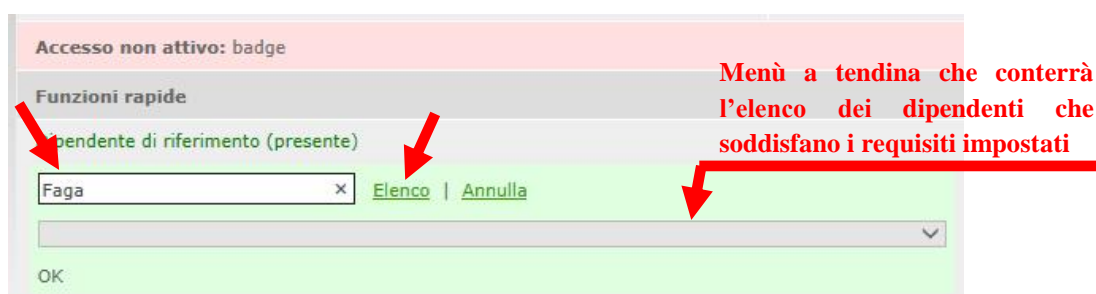 Accesso non attivo: badge
Menù a tendina che conterrà
l'elenco dei dipendenti che
soddisfano i requisiti impostati
Funzioni rapide
ipendente di riferimento (presente)
Faga × Elenco | Annulla
OK